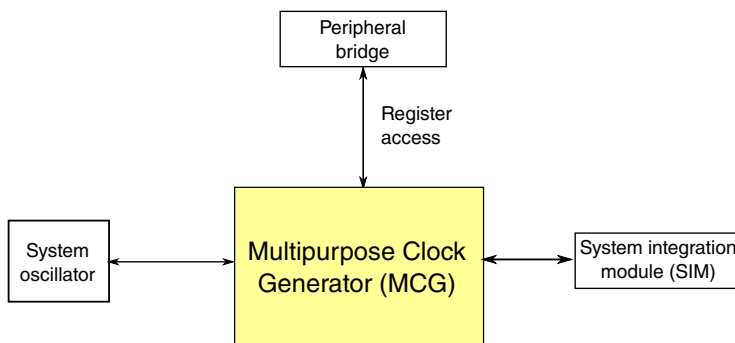 Peripheral
bridge
Register
access
System
oscillator
Multipurpose Clock
Generator (MCG)
System integration
module (SIM)